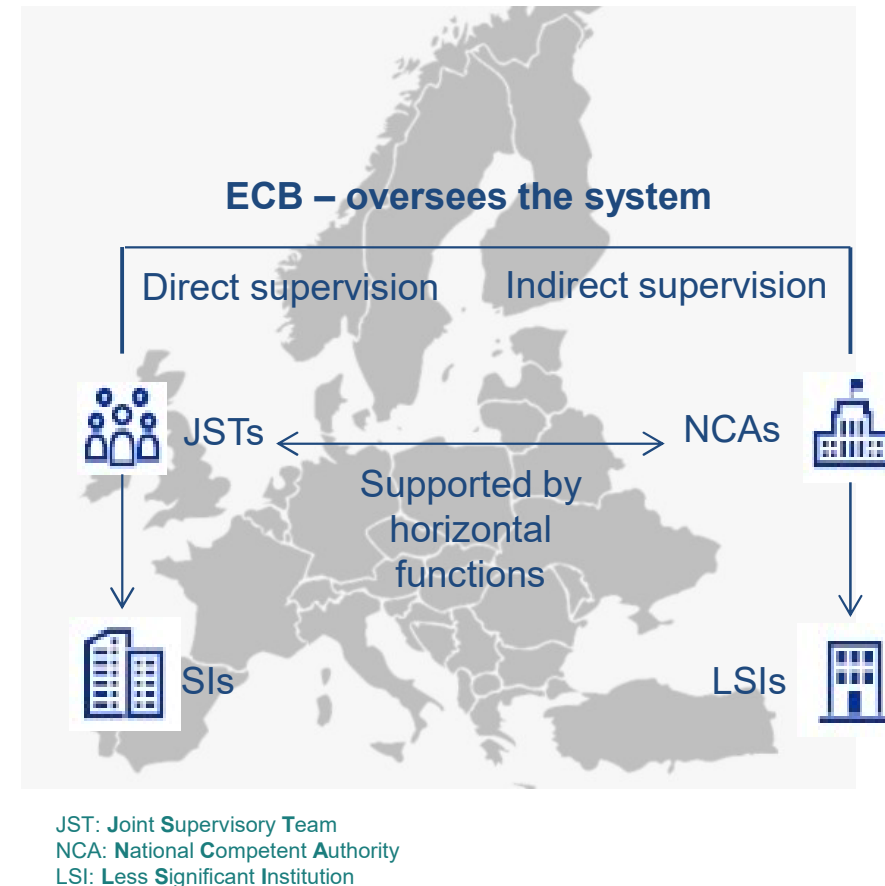 ECB – oversees the system
Direct supervision
Indirect supervision
JSTs
NCAs
Supported by
horizontal
functions
SIs
LSIs
JST: Joint Supervisory Team
NCA: National Competent Authority
LSI: Less Significant Institution